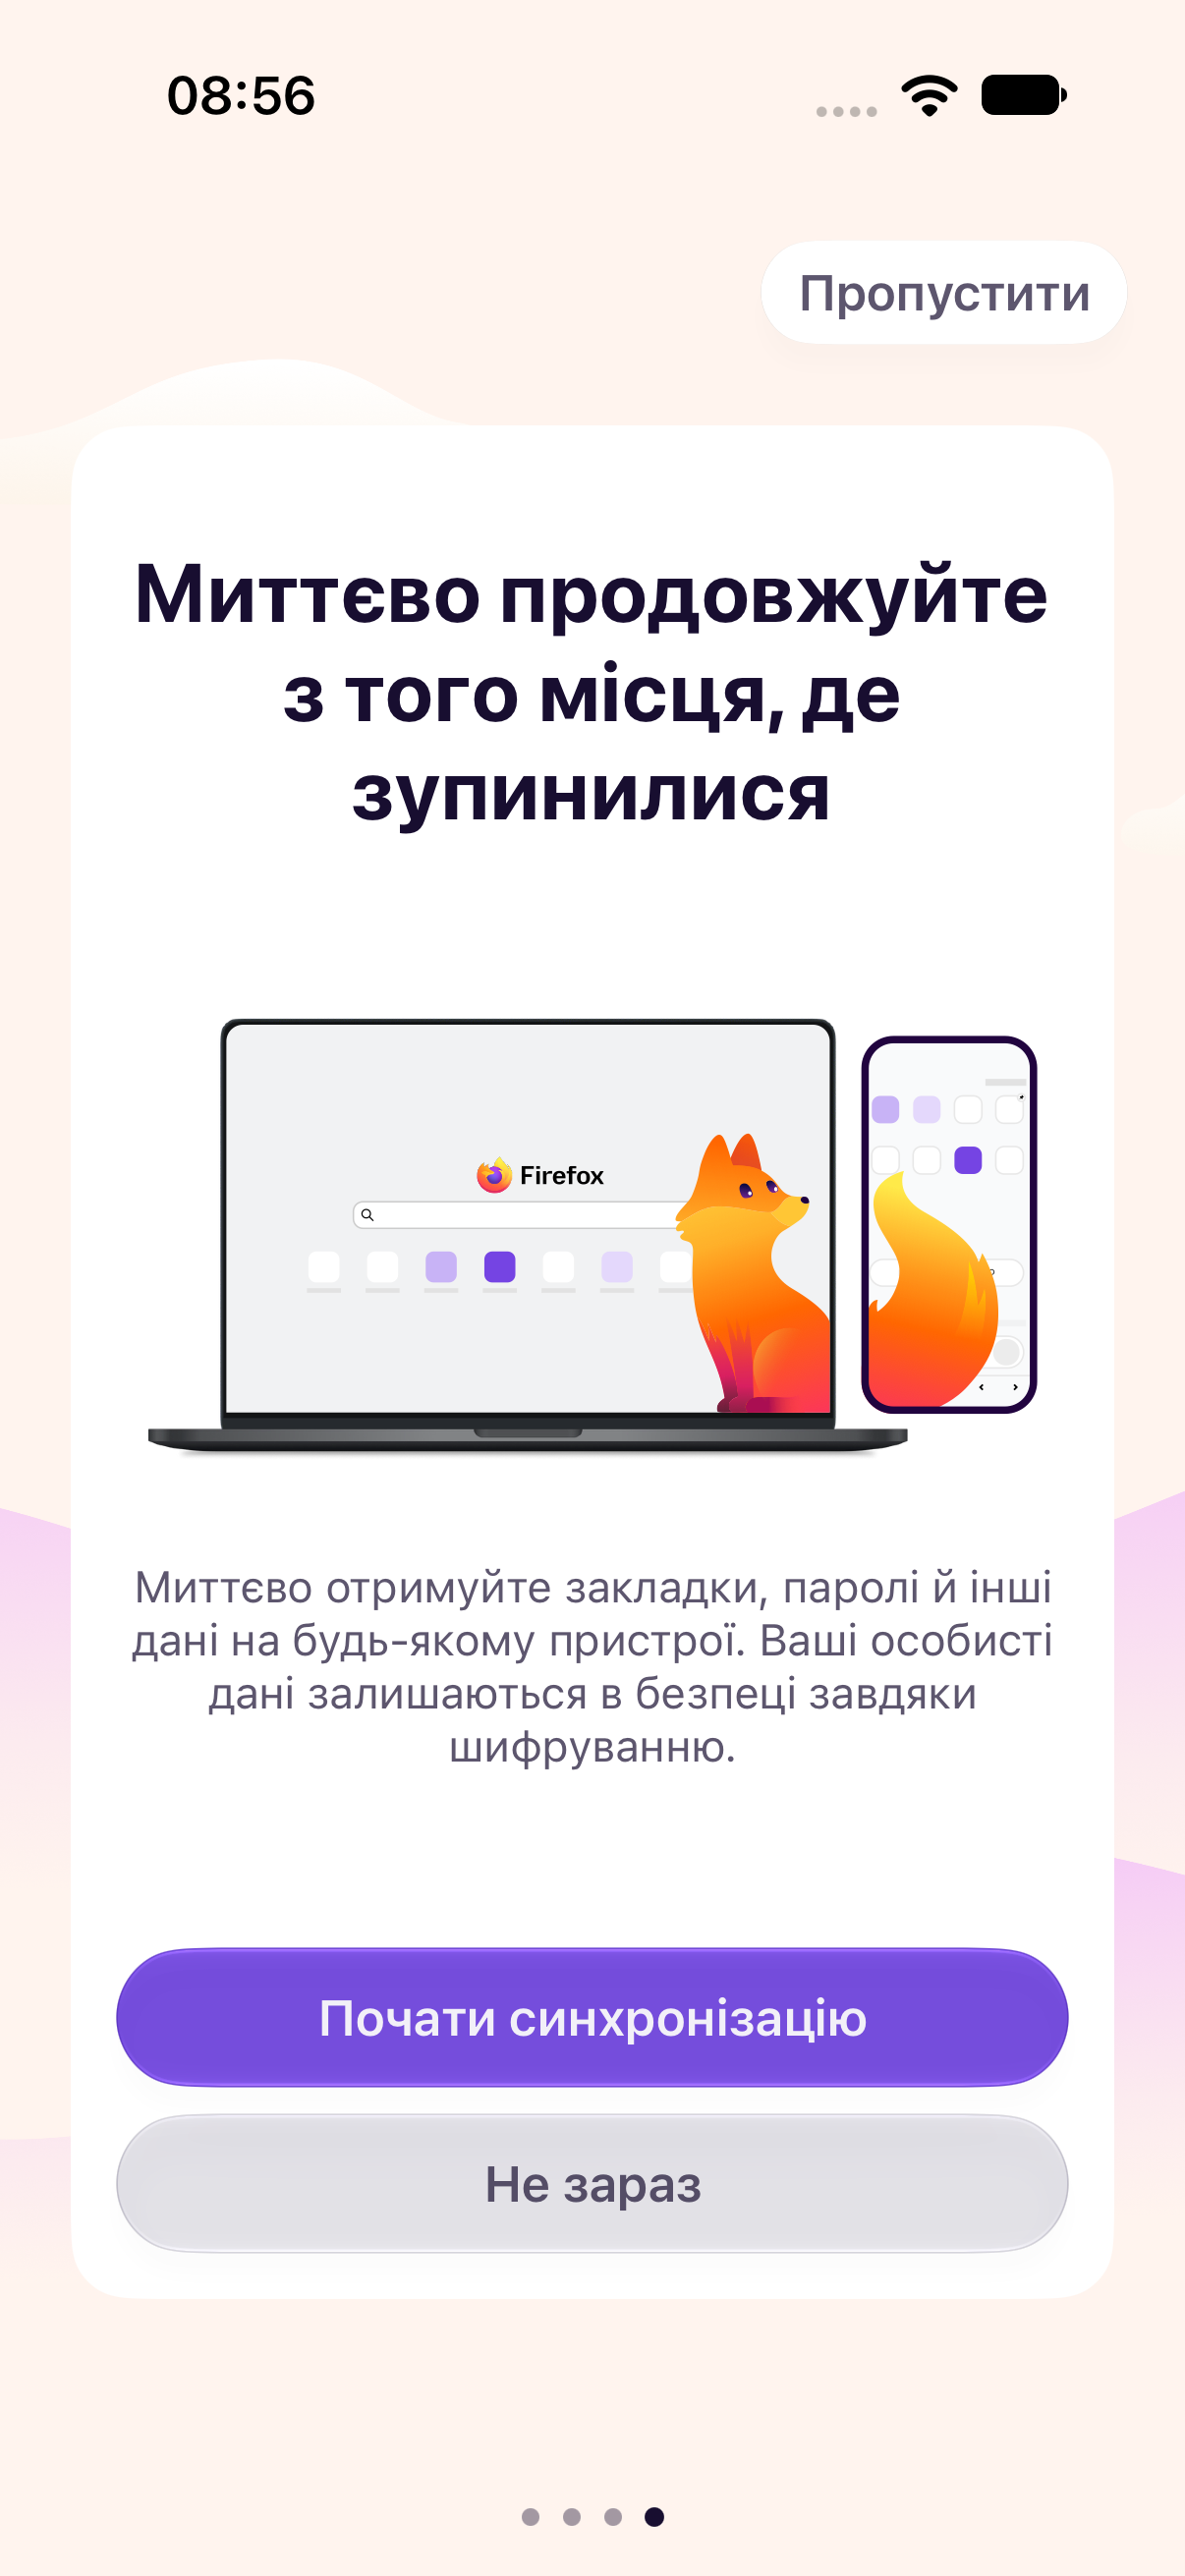 08:56
Пропустити
Миттєво продовжуйте
з того місця, де
зупинилися
Firefox
Миттєво отримуйте закладки, паролі й інші
дані на будь-якому пристрої. Ваші особисті
дані залишаються в безпеці завдяки
шифруванню.
Почати синхронізацію
Не зараз